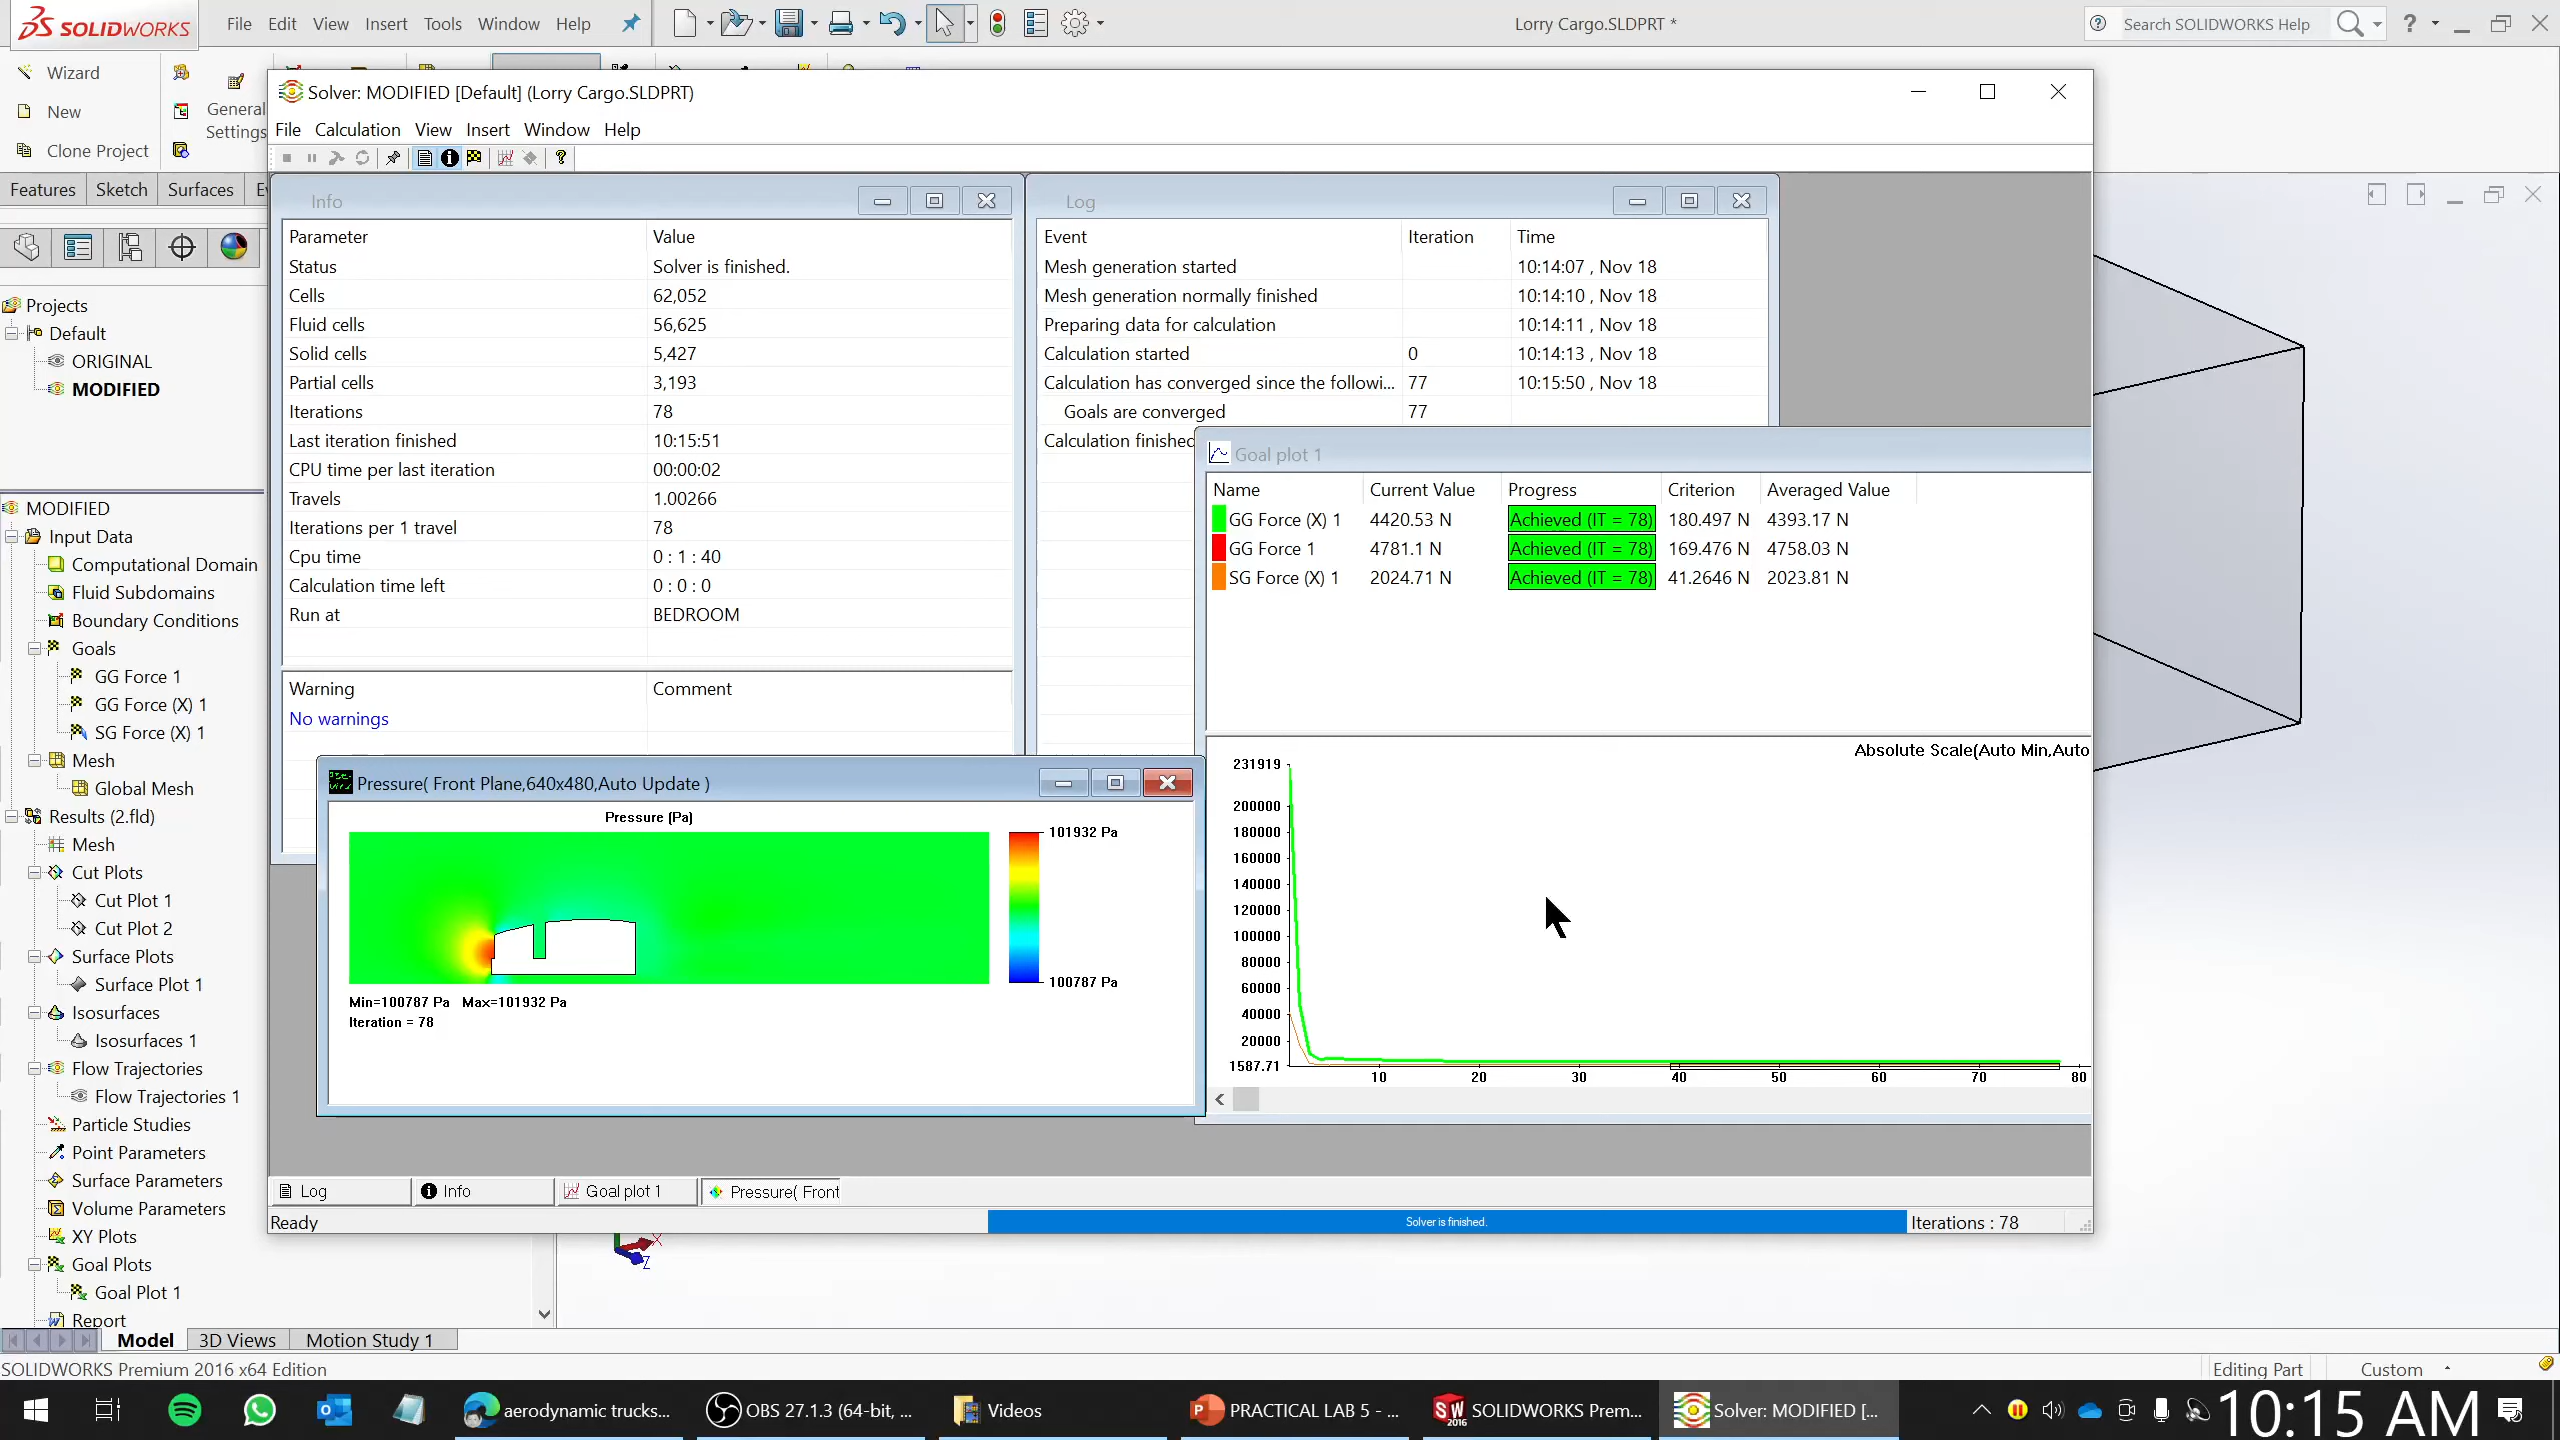 SOLIDWORKS
File Edit View Insert Tools Window Help
Lorry Cargo.SLDPRT *
Search SOLIDWORKS Help
Wizard
New
Clone Project
General
Settings
Features Sketch Surfaces
Projects
Default
ORIGINAL
MODIFIED
MODIFIED
Input Data
Computational Domain
Fluid Subdomains
Boundary Conditions
Goals
GG Force 1
GG Force (X) 1
SG Force (X) 1
Mesh
Global Mesh
Results (2.fld)
Mesh
Cut Plots
Cut Plot 1
Cut Plot 2
Surface Plots
Surface Plot 1
Isosurfaces
Isosurfaces 1
Flow Trajectories
Flow Trajectories 1
Particle Studies
Point Parameters
Surface Parameters
Volume Parameters
XY Plots
Goal Plots
Goal Plot 1
Report
Solver: MODIFIED [Default] (Lorry Cargo.SLDPRT)
File Calculation View Insert Window Help
Info
Parameter Value
Status Solver is finished.
Cells 62,052
Fluid cells 56,625
Solid cells 5,427
Partial cells 3,193
Iterations 78
Last iteration finished 10:15:51
CPU time per last iteration 00:00:02
Travels 1.00266
Iterations per 1 travel 78
Cpu time 0 : 1 : 40
Calculation time left 0 : 0 : 0
Run at BEDROOM
Warning Comment
No warnings
Log
Event Iteration Time
Mesh generation started 10:14:07 , Nov 18
Mesh generation normally finished 10:14:10 , Nov 18
Preparing data for calculation 10:14:11 , Nov 18
Calculation started 0 10:14:13 , Nov 18
Calculation has converged since the followi... 77 10:15:50 , Nov 18
Goals are converged 77
Calculation finished
Goal plot 1
Name Current Value Progress Criterion Averaged Value
GG Force (X) 1 4420.53 N Achieved (IT = 78) 180.497 N 4393.17 N
GG Force 1 4781.1 N Achieved (IT = 78) 169.476 N 4758.03 N
SG Force (X) 1 2024.71 N Achieved (IT = 78) 41.2646 N 2023.81 N
Absolute Scale(Auto Min,Auto
231919
200000
180000
160000
140000
120000
100000
80000
60000
40000
20000
1587.71
10 20 30 40 50 60 70 80
Pressure( Front Plane,640x480,Auto Update )
Pressure (Pa)
101932 Pa
100787 Pa
Min=100787 Pa Max=101932 Pa
Iteration = 78
Log Info Goal plot 1 Pressure( Front
Ready Solver is finished. Iterations : 78
X
Z
Model 3D Views Motion Study 1
SOLIDWORKS Premium 2016 x64 Edition Editing Part Custom
aerodynamic trucks... OBS 27.1.3 (64-bit, ... Videos PRACTICAL LAB 5 - ... SOLIDWORKS Prem... Solver: MODIFIED [... 10:15 AM